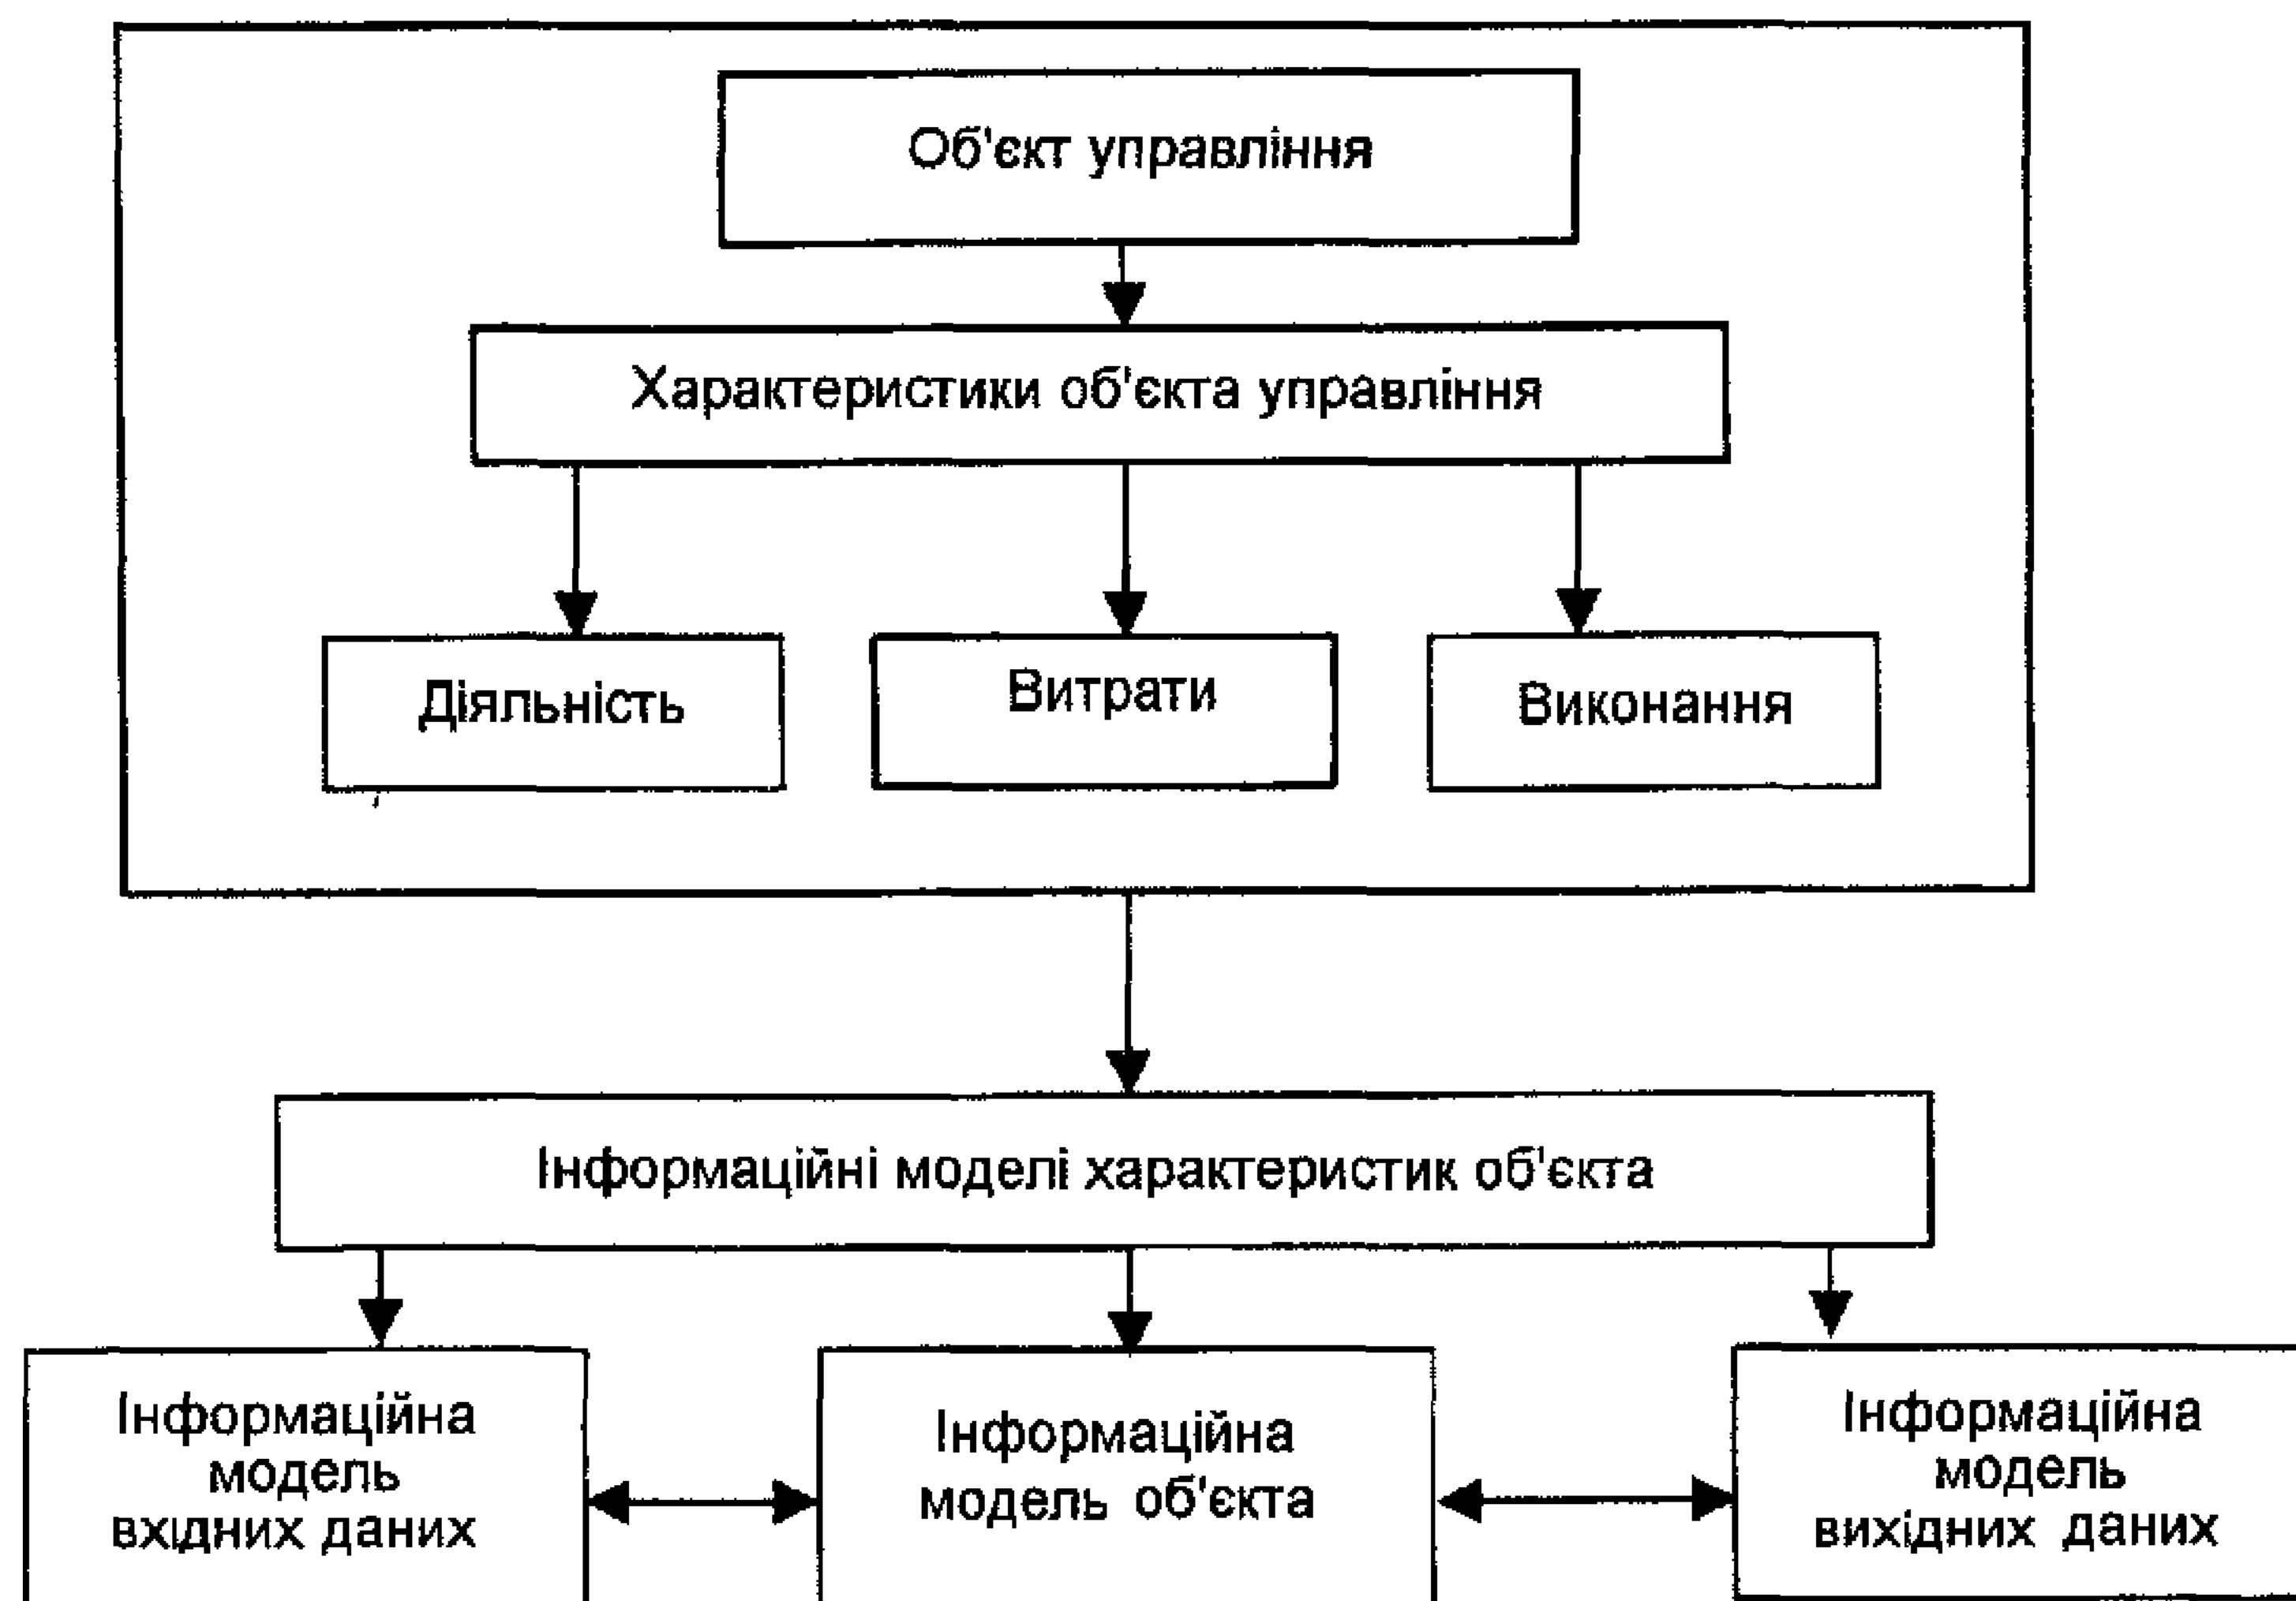 Об'єкт управління
Характеристики об'єкта управління
Діяльність
Витрати
Виконання
Інформаційні моделі характеристик об'єкта
Інформаційна
модель
вхідних даних
Інформаційна
модель об'єкта
Інформаційна
модель
вихідних даних